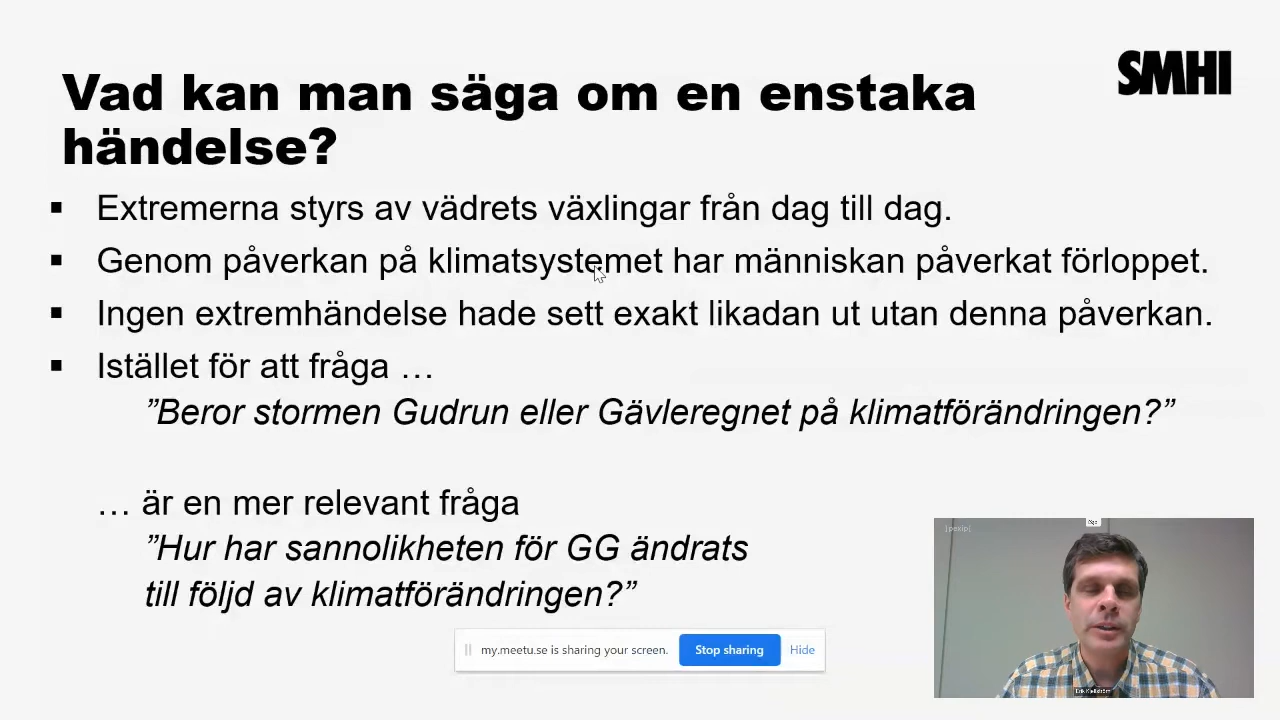 SMHI
Vad kan man säga om en enstaka
händelse?
▪ Extremerna styrs av vädrets växlingar från dag till dag.
▪ Genom påverkan på klimatsystemet har människan påverkat förloppet.
▪ Ingen extremhändelse hade sett exakt likadan ut utan denna påverkan.
▪ Istället för att fråga …
”Beror stormen Gudrun eller Gävleregnet på klimatförändringen?”
… är en mer relevant fråga
”Hur har sannolikheten för GG ändrats
till följd av klimatförändringen?”
my.meetu.se is sharing your screen. Stop sharing Hide
]pexip[
Erik Kjellström